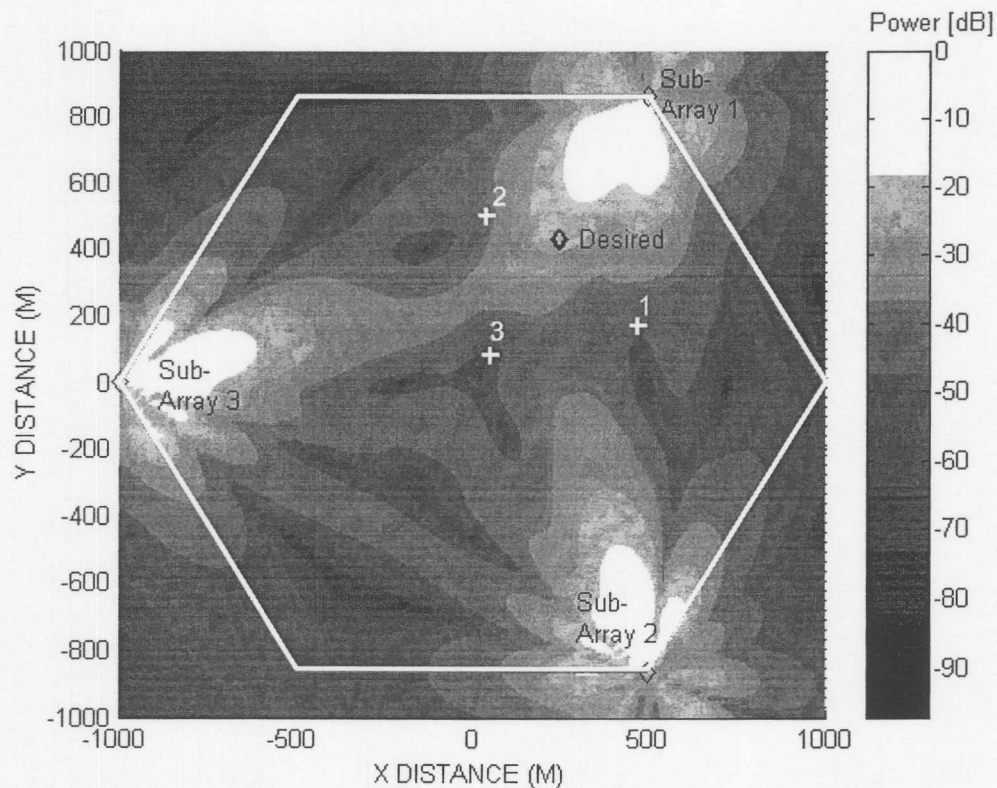 Power [dB]
1000
800
600
400
200
0
-200
-400
-600
-800
-1000
Y DISTANCE (M)
-1000
-500
0
500
1000
X DISTANCE (M)
Sub-
Array 1
2
Desired
1
3
Sub-
Array 3
Sub-
Array 2
0
-10
-20
-30
-40
-50
-60
-70
-80
-90